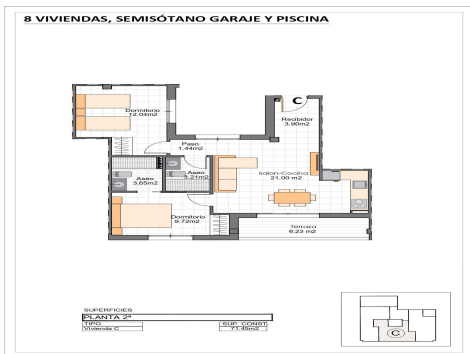 8 VIVIENDAS, SEMISÓTANO GARAJE Y PISCINA
C
Recibidor
3.90m2
Dormitorio
12.04m2
Paso
1.44m2
Aseo
3.21m2
Salon-Cocina
21.00 m2
Aseo
3.65m2
Dormitorio
9.72m2
Terraza
6.23 m2
SUPERFICIES
PLANTA 2ª
TIPO SUP. CONST.
Vivienda C 71.45m2
C